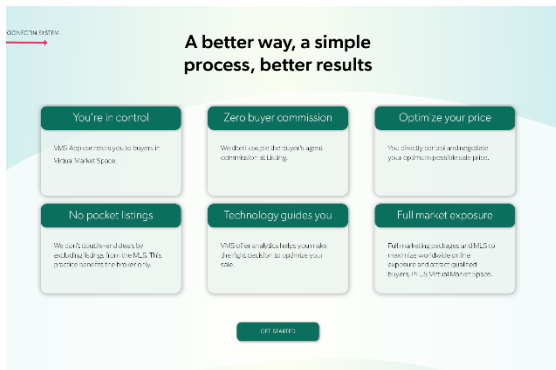 GONECTIN SYSTEM
A better way, a simple
process, better results
You're in control
VMS App connects you to buyers in
Virtual Market Space.
Zero buyer commission
We don't couple the buyer's agent
commission at Listing.
Optimize your price
You directly control and negotiate
your optimum possible sale price.
No pocket listings
We don't double-end deals be
excluding listings from the MLS. This
practice benefits the broker only.
Technology guides you
VMS offer analytics helps you make
the right decision to optimize your
sale.
Full market exposure
Full marketing packages and MLS to
maximize worldwide online
exposure and attract qualified
buyers, PLUS Virtual Market Space.
GET STARTED